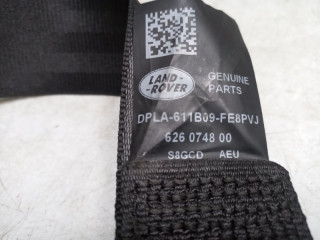 LAND-
ROVER
GENUINE
PARTS
DPLA-611B09-FE8PVJ
626 0748 00
S8GCD AEU